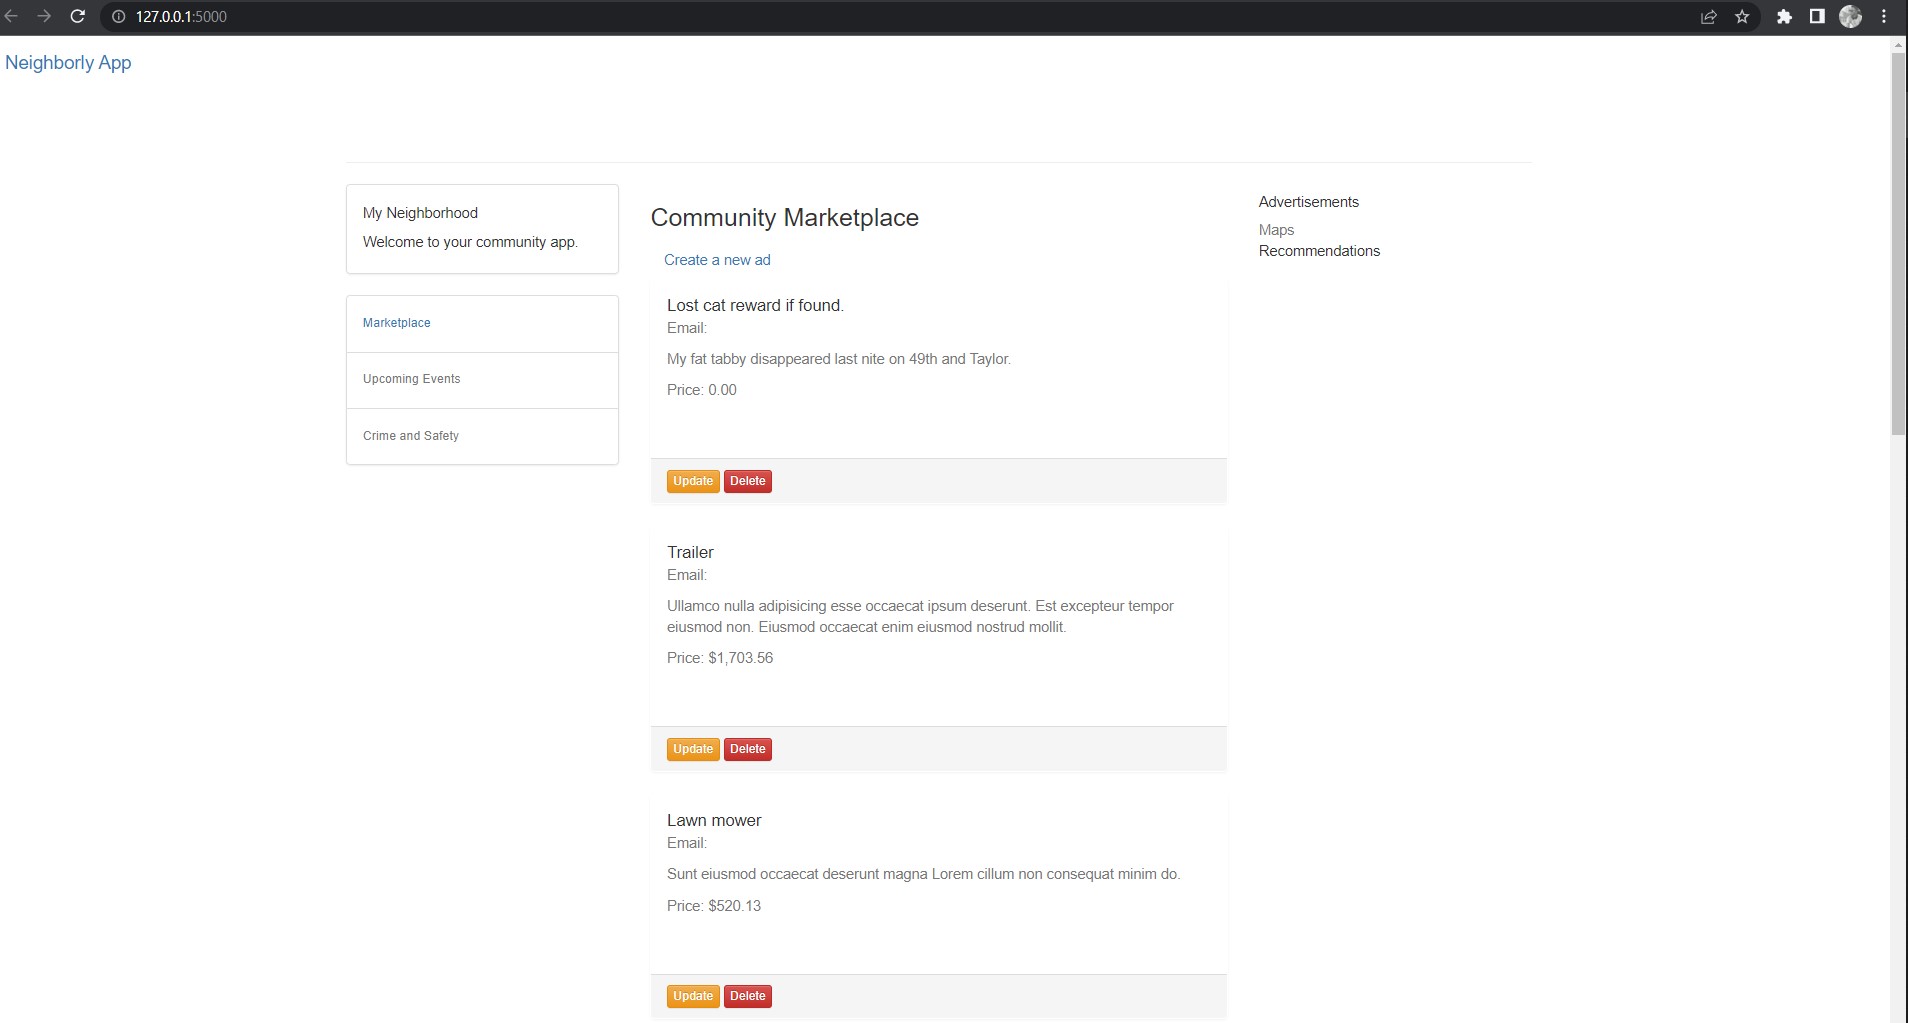 127.0.0.1:5000
Neighborly App
My Neighborhood
Welcome to your community app.
Marketplace
Upcoming Events
Crime and Safety
Community Marketplace
Create a new ad
Lost cat reward if found.
Email:
My fat tabby disappeared last nite on 49th and Taylor.
Price: 0.00
Update Delete
Trailer
Email:
Ullamco nulla adipisicing esse occaecat ipsum deserunt. Est excepteur tempor
eiusmod non. Eiusmod occaecat enim eiusmod nostrud mollit.
Price: $1,703.56
Update Delete
Lawn mower
Email:
Sunt eiusmod occaecat deserunt magna Lorem cillum non consequat minim do.
Price: $520.13
Update Delete
Advertisements
Maps
Recommendations